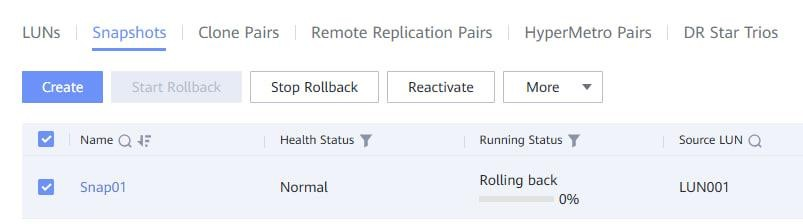 LUNs Snapshots Clone Pairs Remote Replication Pairs HyperMetro Pairs DR Star Trios
Create Start Rollback Stop Rollback Reactivate More
Name Health Status Running Status Source LUN
Snap01 Normal Rolling back 0% LUN001